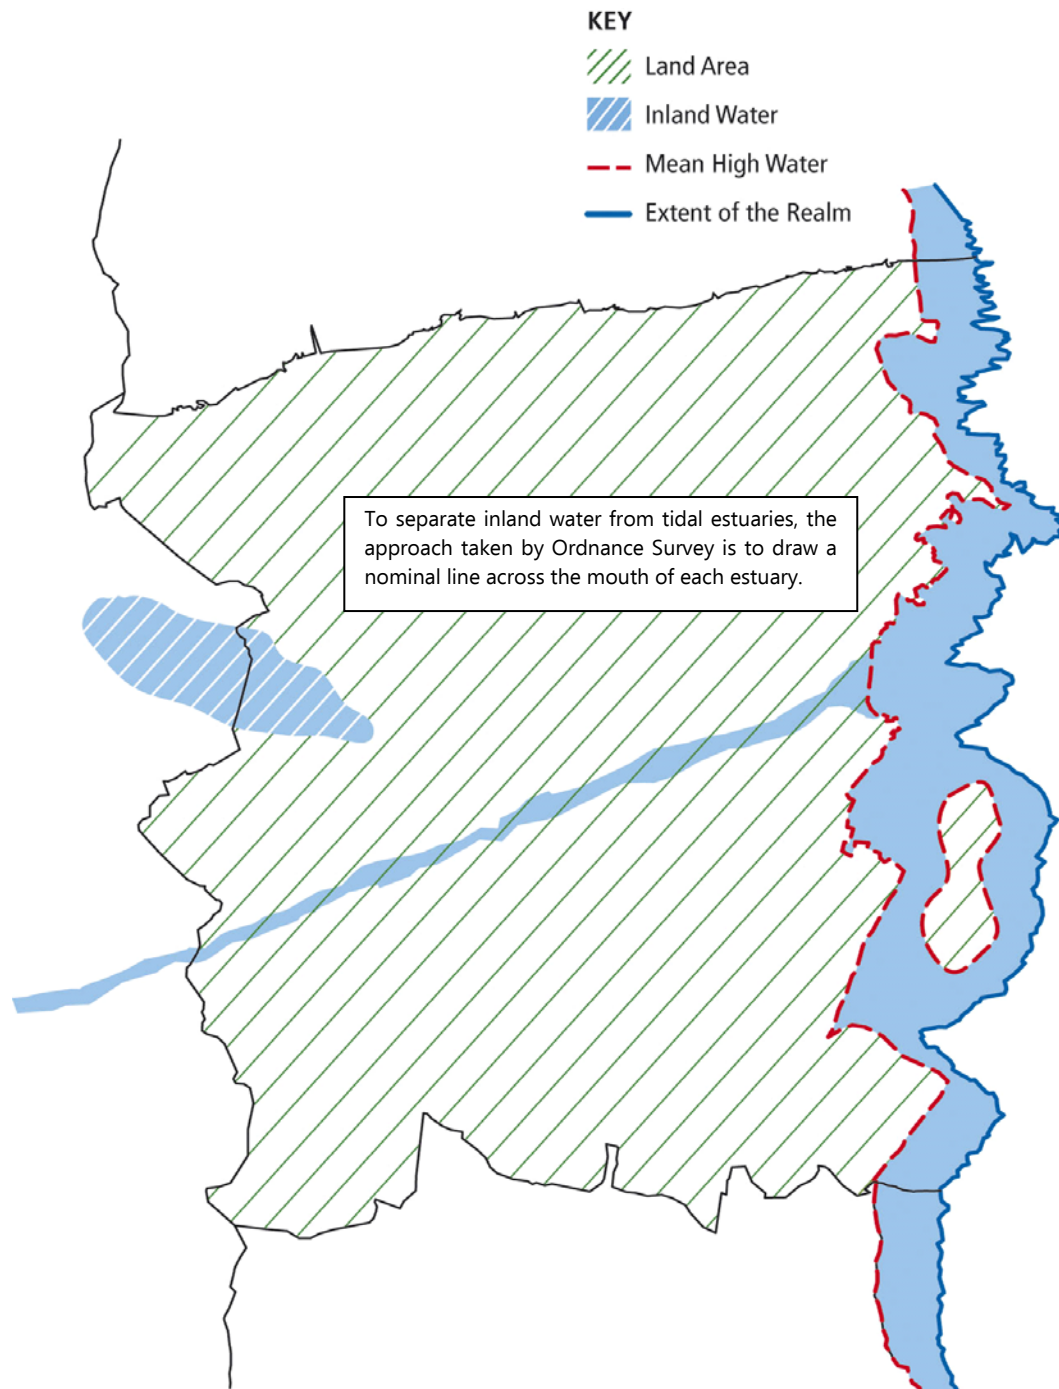 KEY
Land Area
Inland Water
Mean High Water
Extent of the Realm
To separate inland water from tidal estuaries, the
approach taken by Ordnance Survey is to draw a
nominal line across the mouth of each estuary.